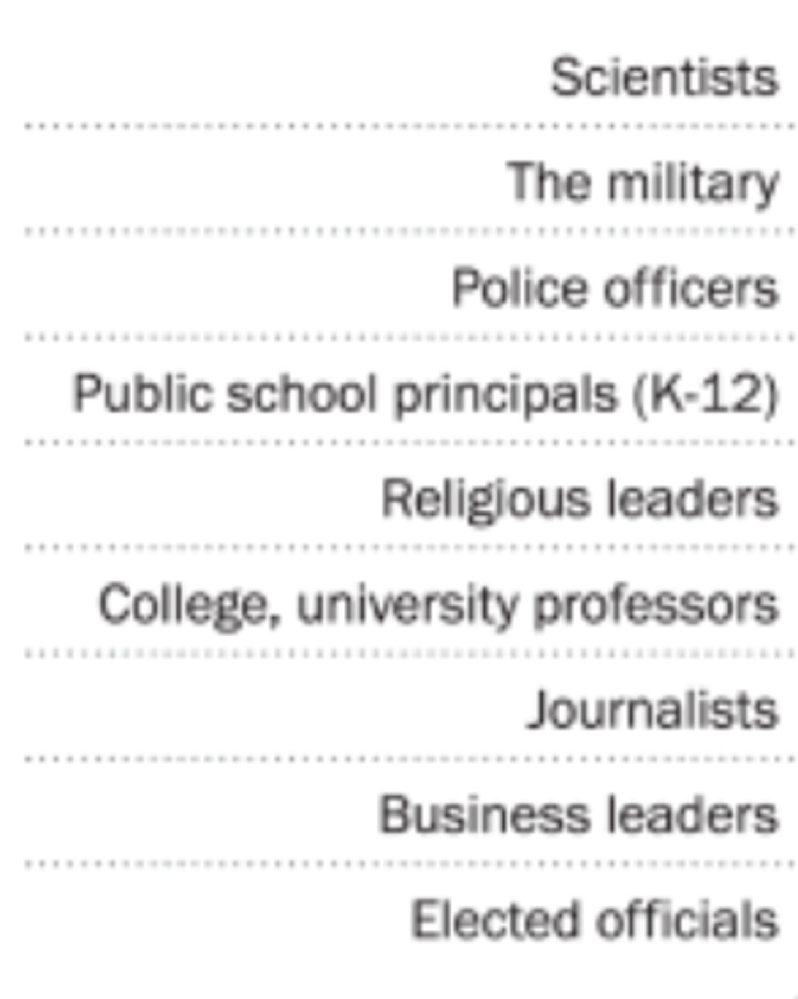 Scientists
The military
Police officers
Public school principals (K-12)
Religious leaders
College, university professors
Journalists
Business leaders
Elected officials